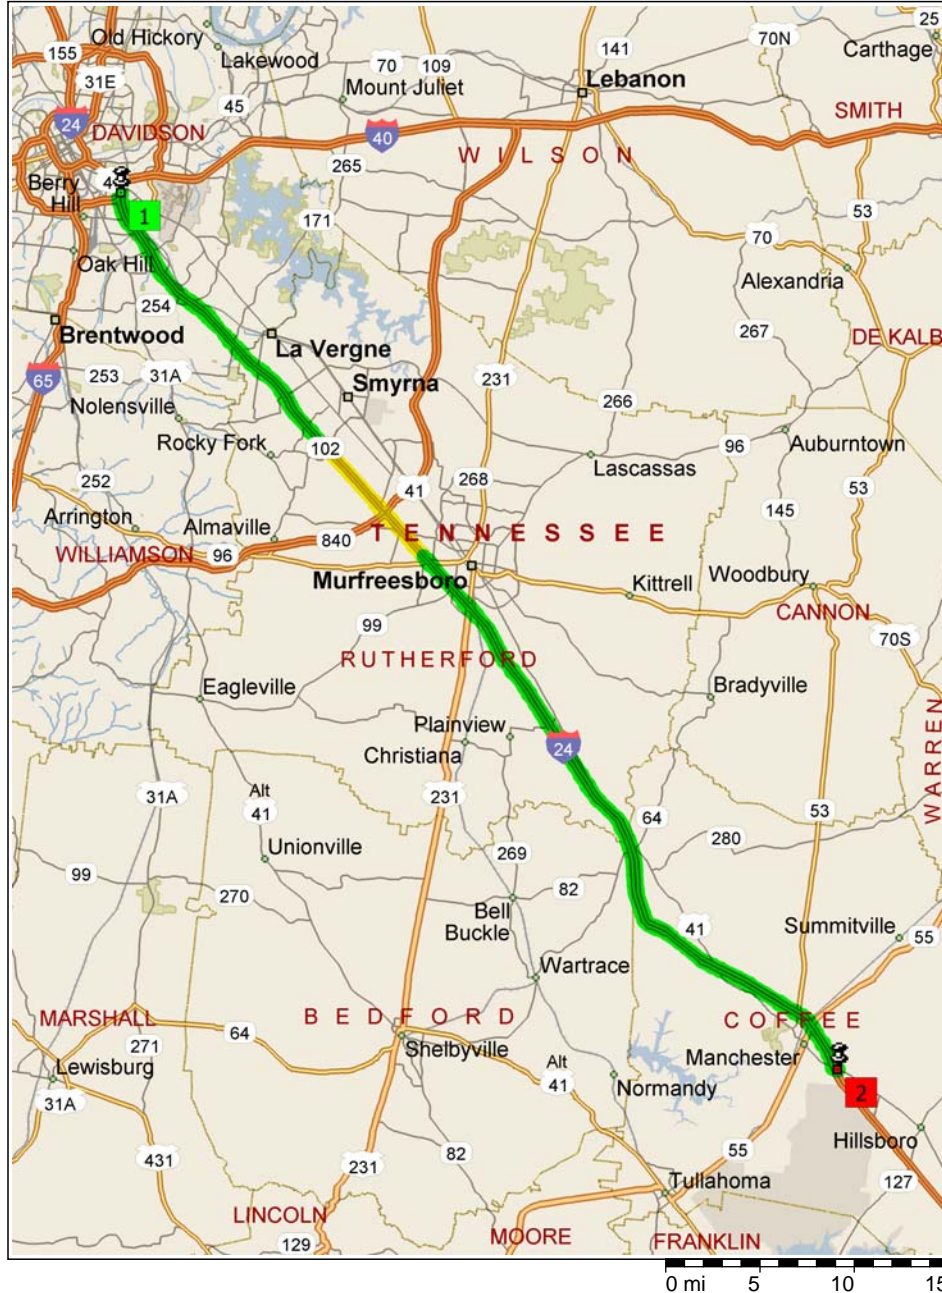 Old Hickory
25
155
Lakewood
141
70N
Carthage
31E
70
109
Lebanon
45
Mount Juliet
24
DAVIDSON
SMITH
40
WILSON
265
Berry
Hill
53
1
171
70
Oak Hill
Alexandria
254
Brentwood
267
La Vergne
DE KALB
65
253
31A
Smyrna
231
Nolensville
266
Rocky Fork
102
96
Auburntown
Lascassas
252
41
268
53
Arrington
Almaville
145
TENNESSEE
WILLIAMSON
96
840
Murfreesboro
Kittrell
Woodbury
CANNON
99
70S
RUTHERFORD
Eagleville
Bradyville
Plainview
Christiana
24
WARREN
31A
Alt
41
231
53
64
280
Unionville
269
99
270
82
Bell
Buckle
41
Summitville
55
Wartrace
MARSHALL
BEDFORD
COFFEE
271
64
Shelbyville
Manchester
Lewisburg
Alt
41
Normandy
2
31A
Hillsboro
431
82
55
231
Tullahoma
127
LINCOLN
129
MOORE
FRANKLIN
0 mi 5 10 15